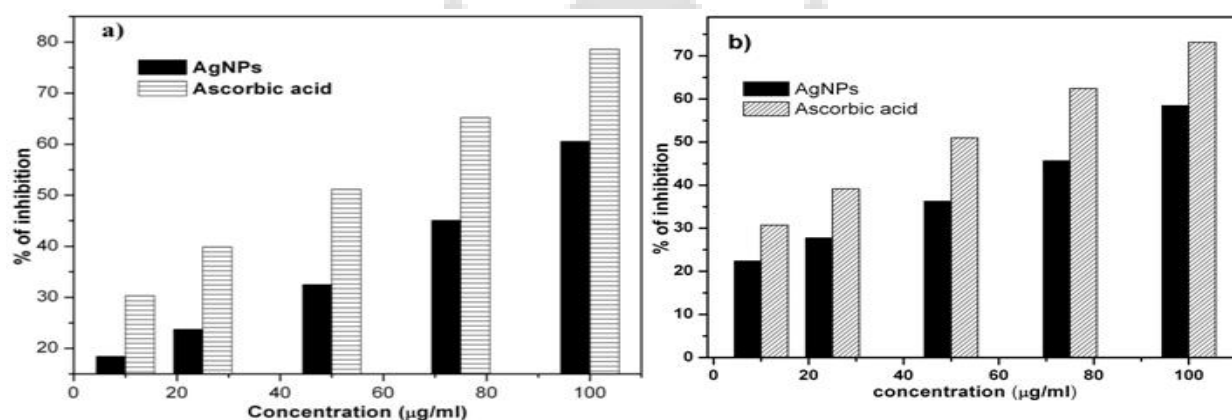 a)
AgNPs
Ascorbic acid
% of inhibition
80
70
60
50
40
30
20
0 20 40 60 80 100
Concentration (µg/ml)
b)
AgNPs
Ascorbic acid
% of inhibition
70
60
50
40
30
20
10
0
0 20 40 60 80 100
concentration (µg/ml)